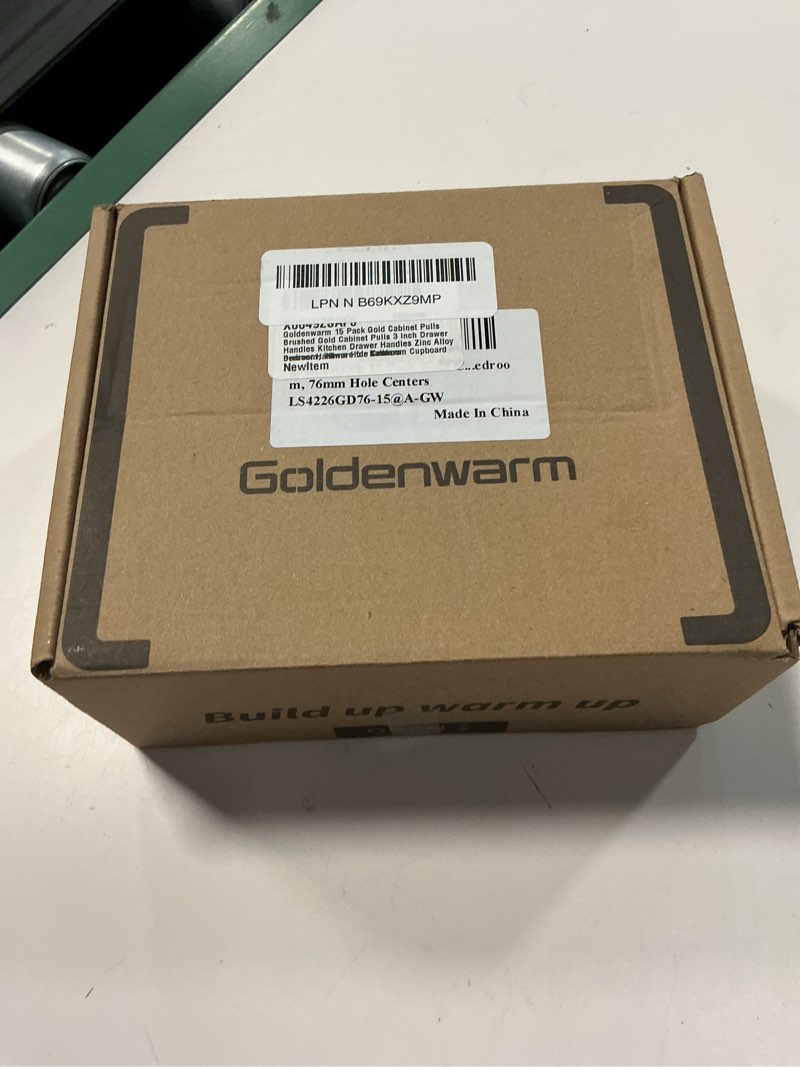 LPN N B69KXZ9MP
Goldenwarm 15 Pack Gold Cabinet Pulls
Brushed Gold Cabinet Pulls 3 Inch Drawer
Handles Kitchen Drawer Handles Zinc Alloy
Cupboard
NewItem
...edroo
m, 76mm Hole Centers
LS4226GD76-15@A-GW
Made In China
Goldenwarm
Build up warm up